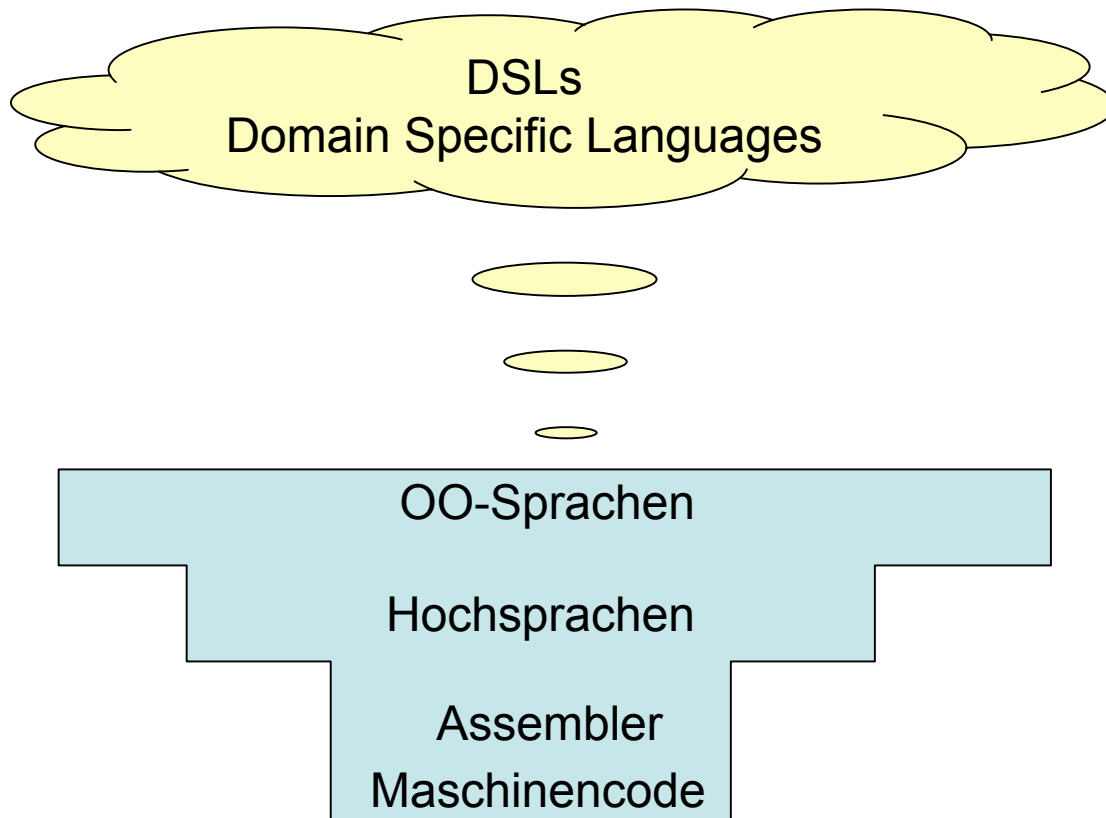 DSLs
Domain Specific Languages
OO-Sprachen
Hochsprachen
Assembler
Maschinencode